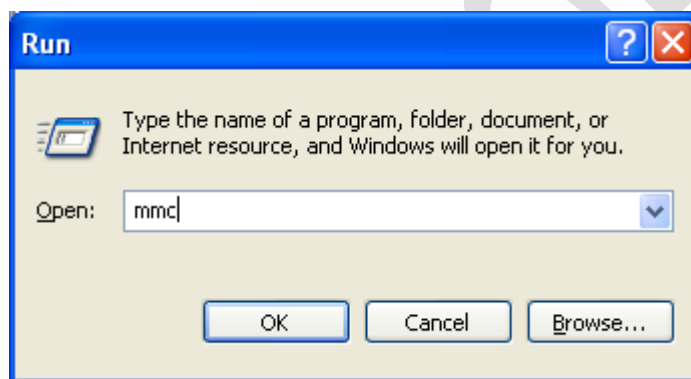 Run
Type the name of a program, folder, document, or
Internet resource, and Windows will open it for you.
Open: mmc
OK Cancel Browse...